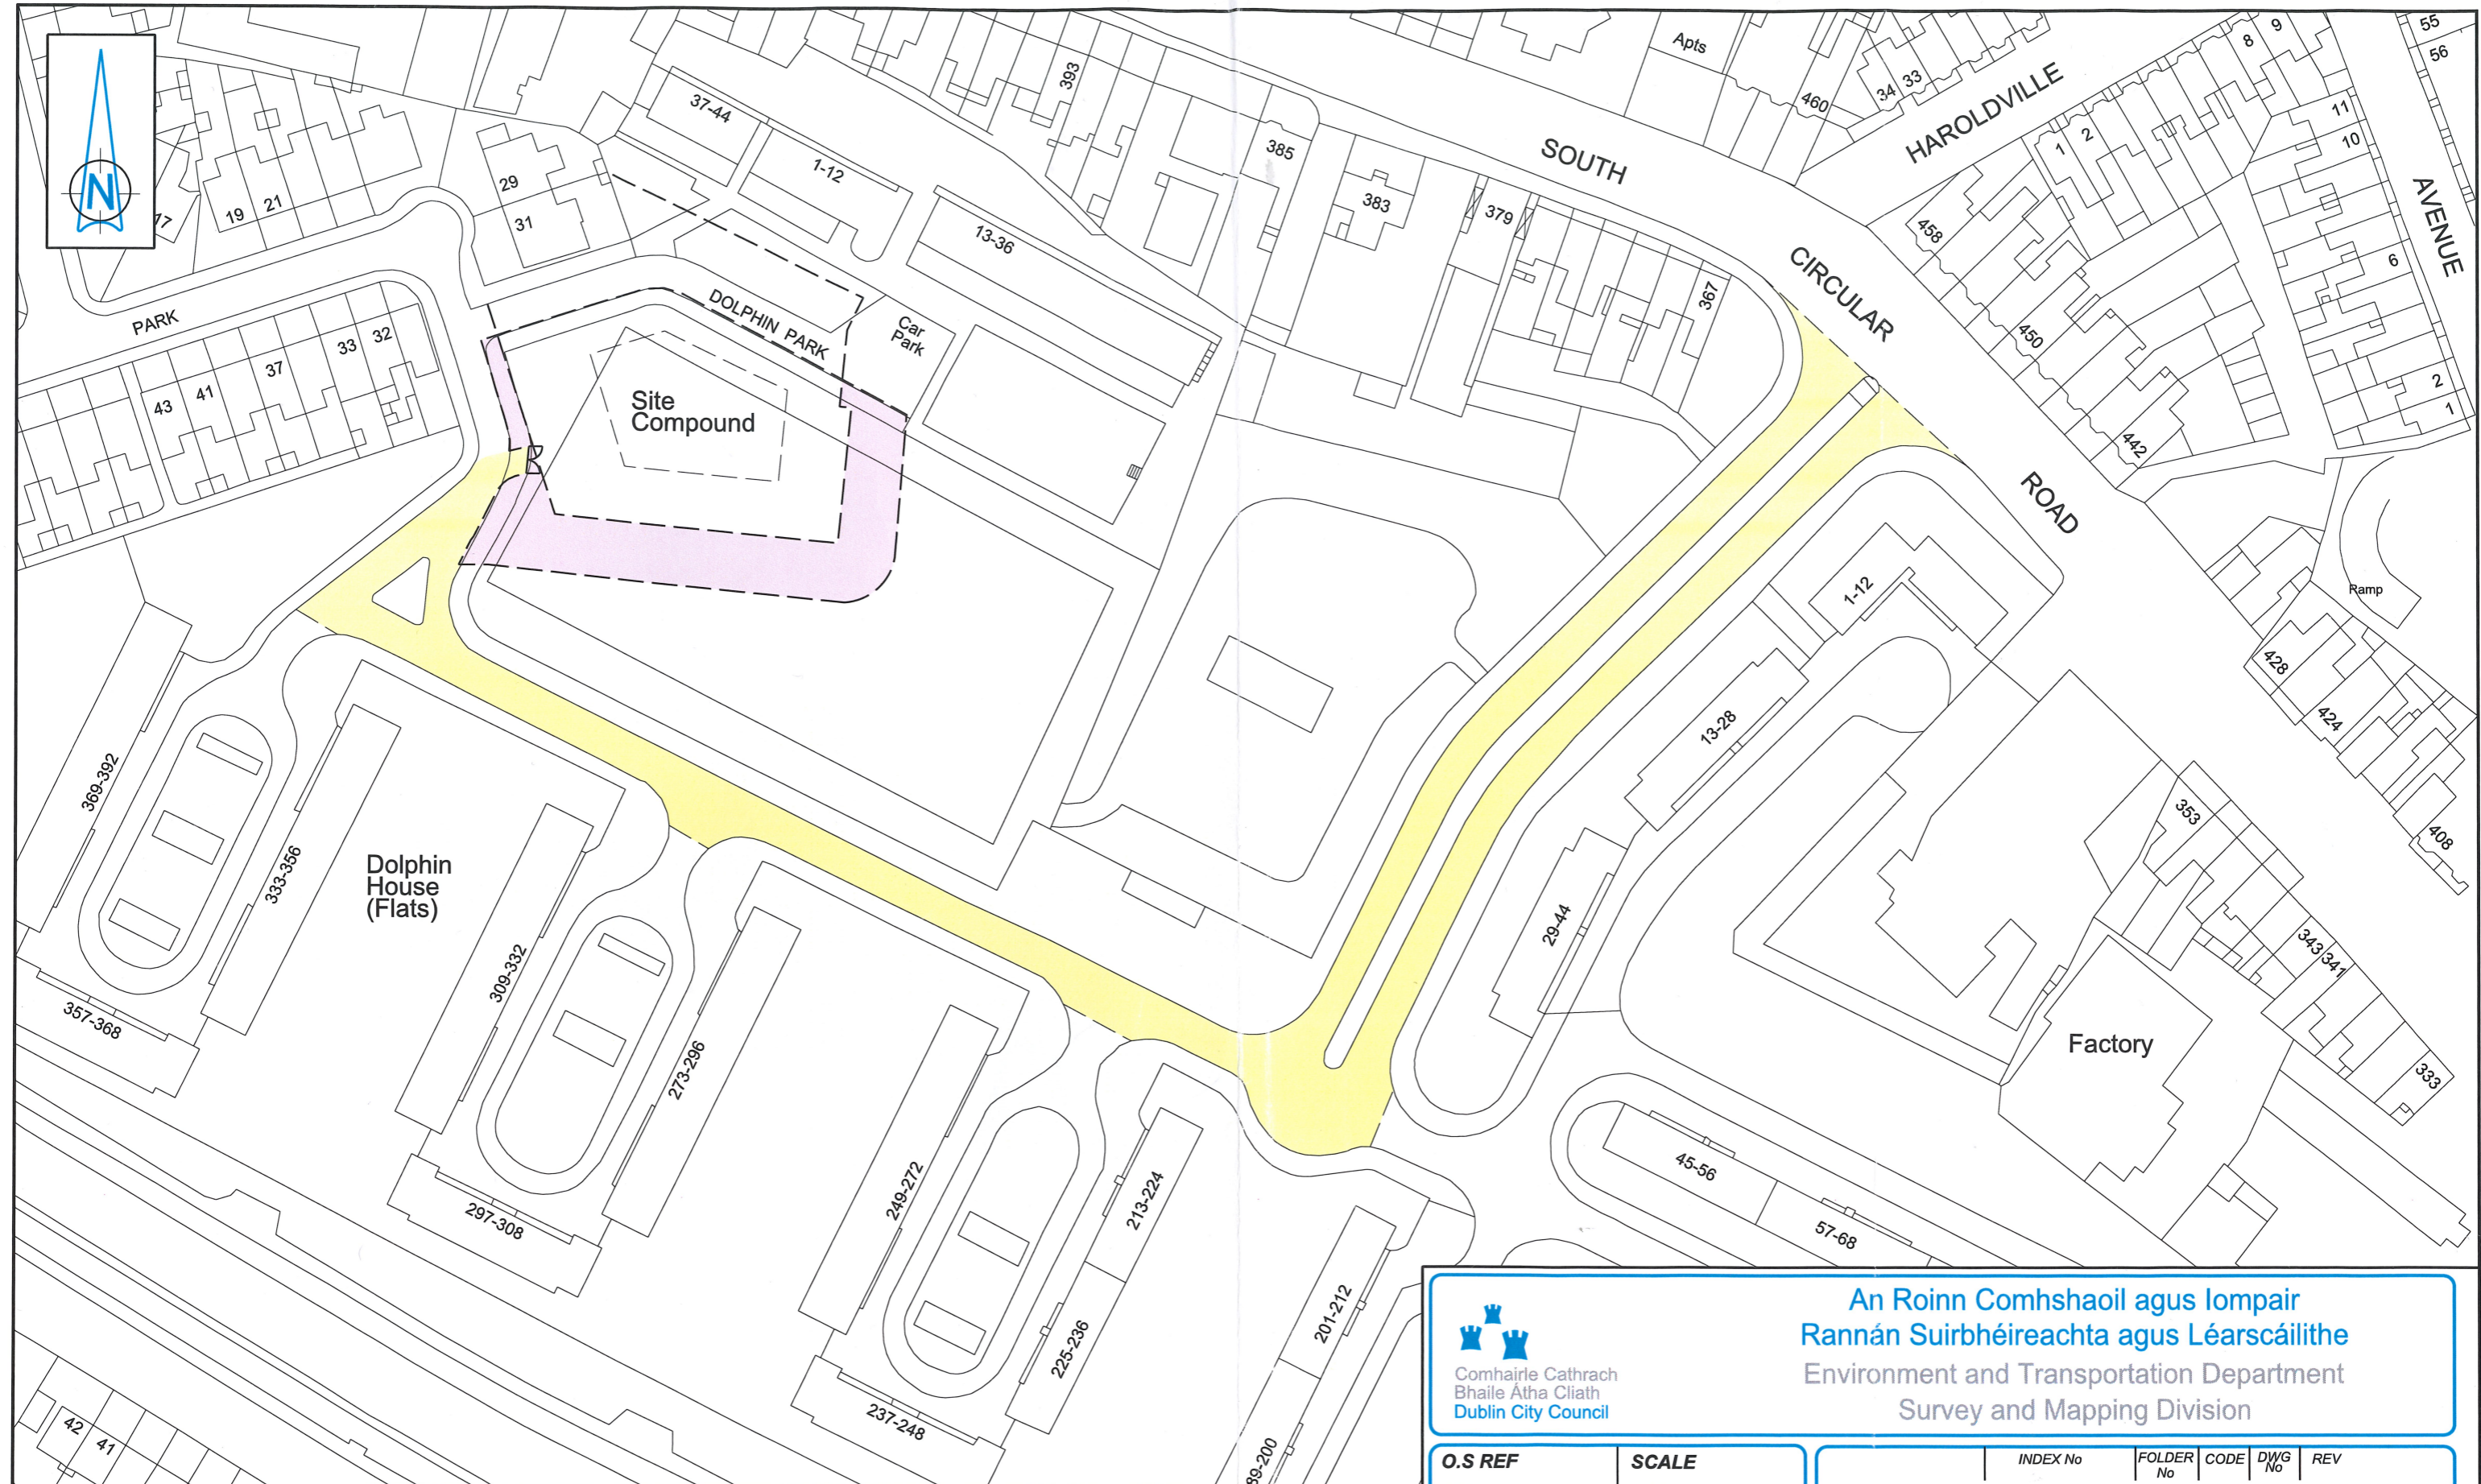 N
17
19
21
29
31
37-44
1-12
13-36
393
385
383
379
367
Apts
460
34
33
HAROLDVILLE
8
9
55
56
1
2
11
10
AVENUE
6
2
1
SOUTH
CIRCULAR
ROAD
458
450
442
PARK
43
41
37
33
32
DOLPHIN PARK
Car
Park
Site
Compound
Ramp
428
424
408
353
343
341
333
Factory
1-12
13-28
29-44
45-56
57-68
369-392
333-356
357-368
Dolphin
House
(Flats)
309-332
297-308
273-296
249-272
237-248
213-224
225-236
201-212
89-200
42
41
Comhairle Cathrach
Bhaile Átha Cliath
Dublin City Council
An Roinn Comhshaoil agus Iompair
Rannán Suirbhéireachta agus Léarscáilithe
Environment and Transportation Department
Survey and Mapping Division
O.S REF
SCALE
INDEX No
FOLDER
No
CODE
DWG
No
REV